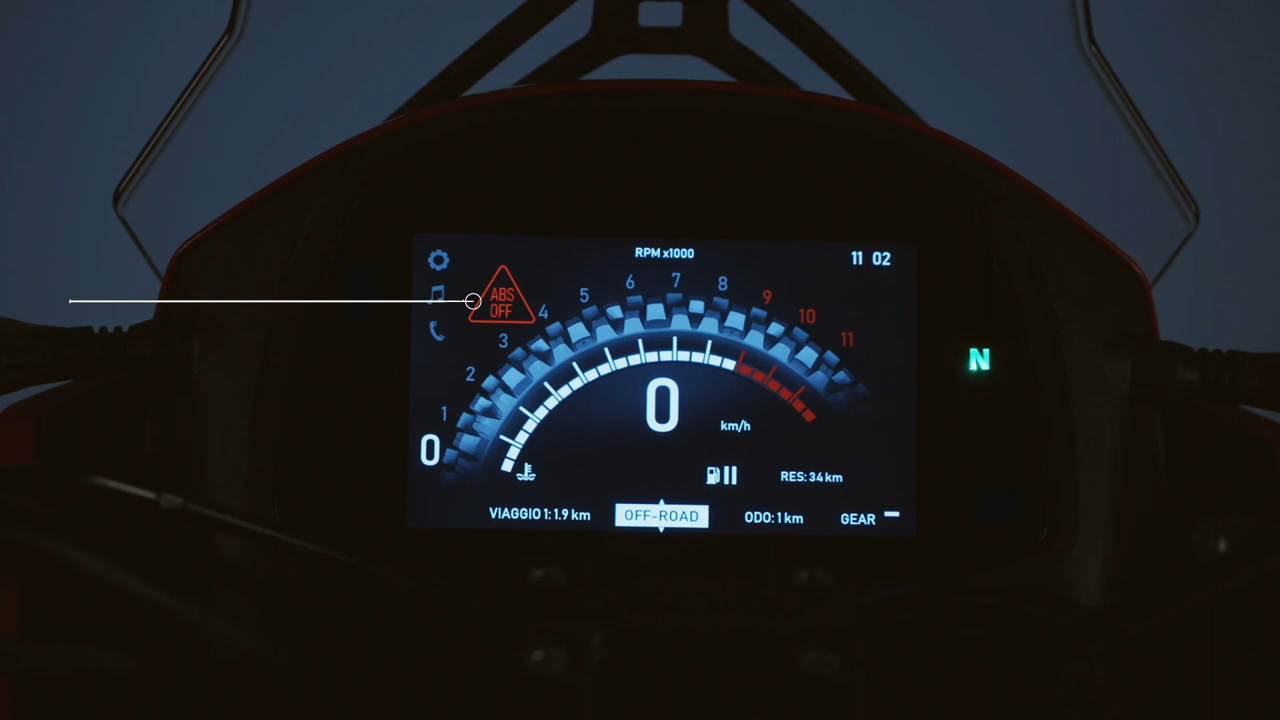 RPM x1000
11 02
ABS
OFF
0
1
2
3
4
5
6
7
8
9
10
11
N
0
km/h
RES: 34 km
VIAGGIO 1: 1.9 km
OFF-ROAD
ODO: 1 km
GEAR –